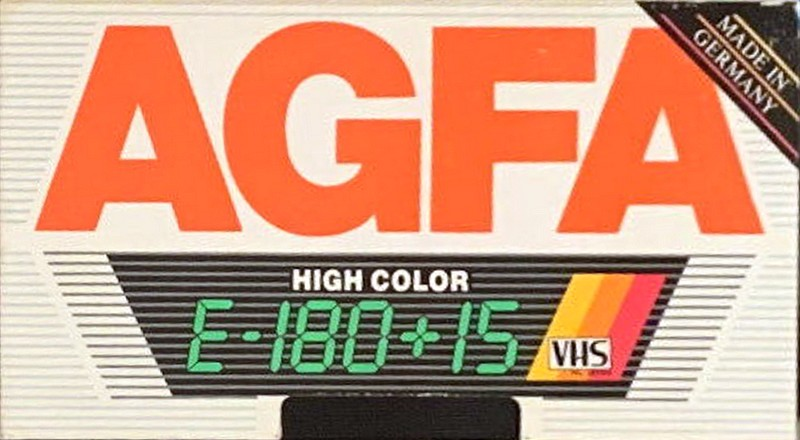 AGFA
MADE IN
GERMANY
HIGH COLOR
E-180+15
VHS